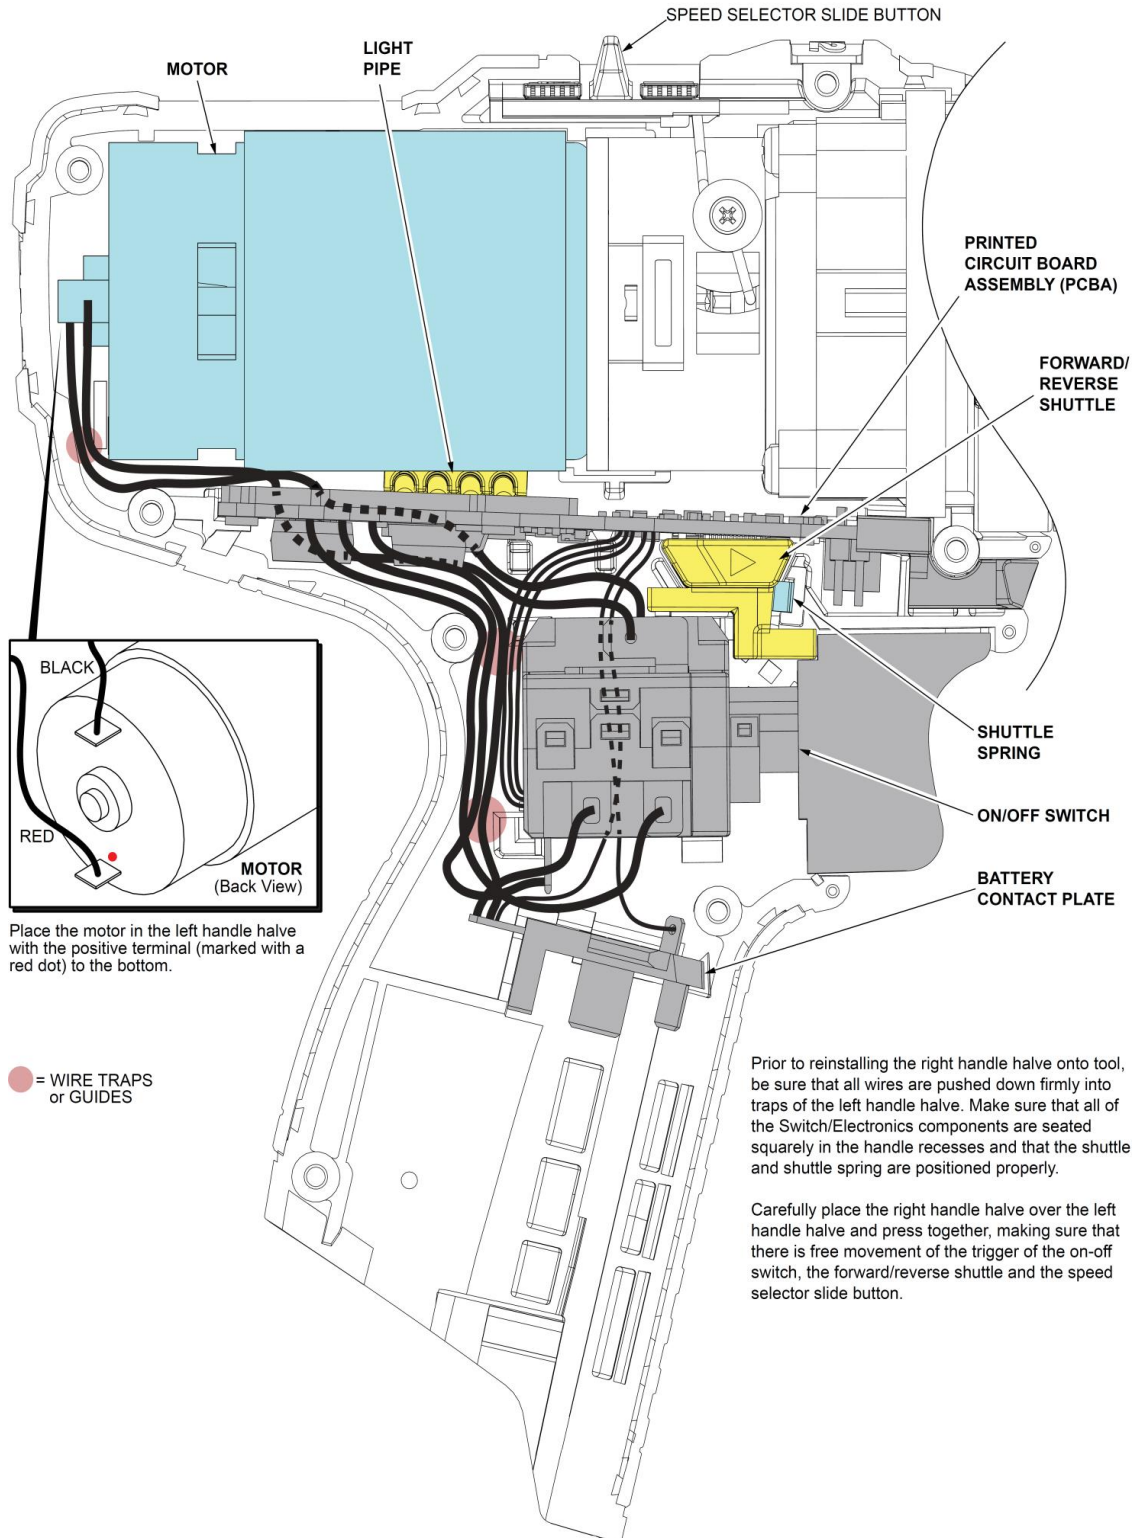 SPEED SELECTOR SLIDE BUTTON
LIGHT
PIPE
MOTOR
PRINTED
CIRCUIT BOARD
ASSEMBLY (PCBA)
FORWARD/
REVERSE
SHUTTLE
SHUTTLE
SPRING
ON/OFF SWITCH
BATTERY
CONTACT PLATE
BLACK
RED
MOTOR
(Back View)
Place the motor in the left handle halve
with the positive terminal (marked with a
red dot) to the bottom.
= WIRE TRAPS
or GUIDES
Prior to reinstalling the right handle halve onto tool,
be sure that all wires are pushed down firmly into
traps of the left handle halve. Make sure that all of
the Switch/Electronics components are seated
squarely in the handle recesses and that the shuttle
and shuttle spring are positioned properly.
Carefully place the right handle halve over the left
handle halve and press together, making sure that
there is free movement of the trigger of the on-off
switch, the forward/reverse shuttle and the speed
selector slide button.